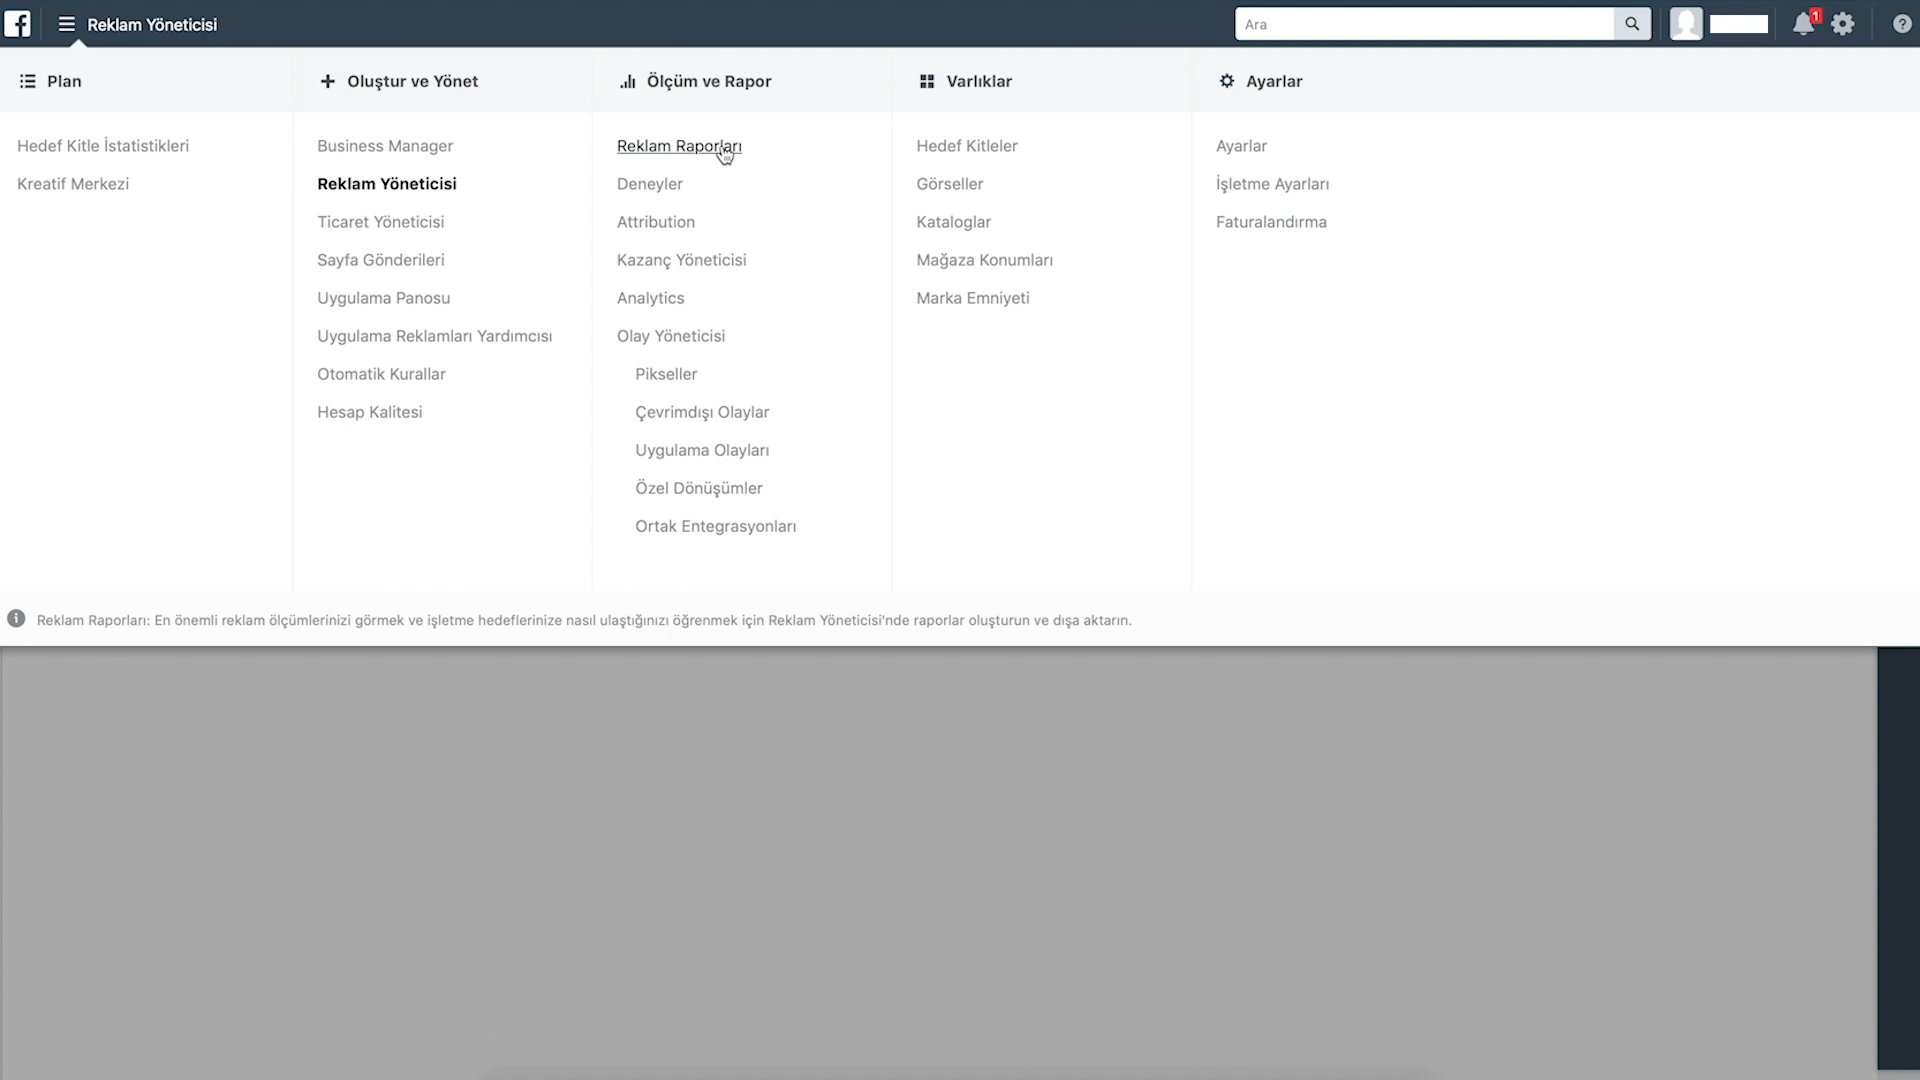 Reklam Yöneticisi
Ara
1
?
Plan
Hedef Kitle İstatistikleri
Kreatif Merkezi
Oluştur ve Yönet
Business Manager
Reklam Yöneticisi
Ticaret Yöneticisi
Sayfa Gönderileri
Uygulama Panosu
Uygulama Reklamları Yardımcısı
Otomatik Kurallar
Hesap Kalitesi
Ölçüm ve Rapor
Reklam Raporları
Deneyler
Attribution
Kazanç Yöneticisi
Analytics
Olay Yöneticisi
Pikseller
Çevrimdışı Olaylar
Uygulama Olayları
Özel Dönüşümler
Ortak Entegrasyonları
Varlıklar
Hedef Kitleler
Görseller
Kataloglar
Mağaza Konumları
Marka Emniyeti
Ayarlar
Ayarlar
İşletme Ayarları
Faturalandırma
Reklam Raporları: En önemli reklam ölçümlerinizi görmek ve işletme hedeflerinize nasıl ulaştığınızı öğrenmek için Reklam Yöneticisi'nde raporlar oluşturun ve dışa aktarın.